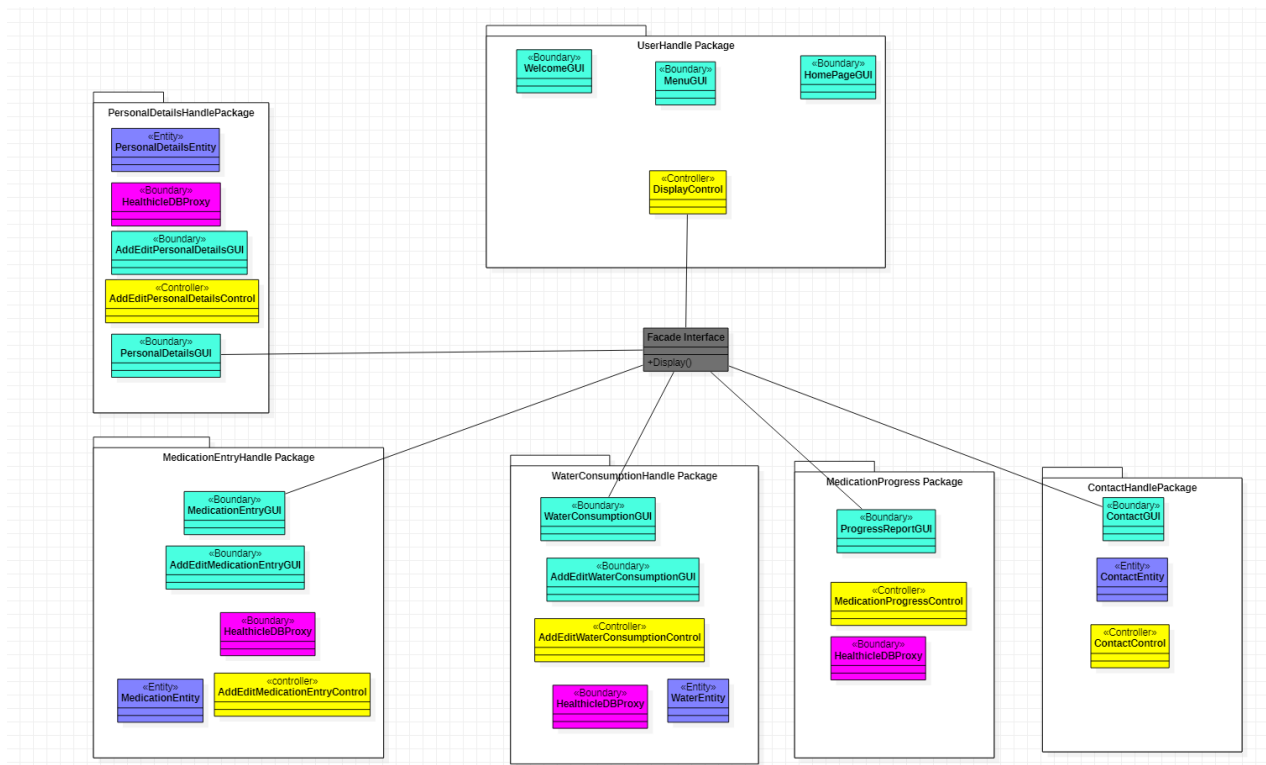 UserHandle Package
«Boundary»
WelcomeGUI
«Boundary»
MenuGUI
«Boundary»
HomePageGUI
«Controller»
DisplayControl
PersonalDetailsHandlePackage
«Entity»
PersonalDetailsEntity
«Boundary»
HealthicleDBProxy
«Boundary»
AddEditPersonalDetailsGUI
«Controller»
AddEditPersonalDetailsControl
«Boundary»
PersonalDetailsGUI
Facade Interface
+Display()
MedicationEntryHandle Package
«Boundary»
MedicationEntryGUI
«Boundary»
AddEditMedicationEntryGUI
«Boundary»
HealthicleDBProxy
«Entity»
MedicationEntity
«controller»
AddEditMedicationEntryControl
WaterConsumptionHandle Package
«Boundary»
WaterConsumptionGUI
«Boundary»
AddEditWaterConsumptionGUI
«Controller»
AddEditWaterConsumptionControl
«Boundary»
HealthicleDBProxy
«Entity»
WaterEntity
MedicationProgress Package
«Boundary»
ProgressReportGUI
«Controller»
MedicationProgressControl
«Boundary»
HealthicleDBProxy
ContactHandlePackage
«Boundary»
ContactGUI
«Entity»
ContactEntity
«Controller»
ContactControl